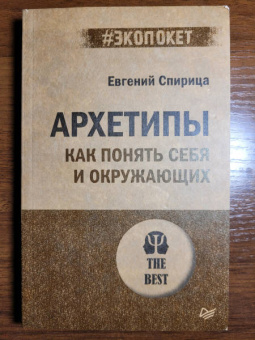 #ЭКОПОКЕТ
Евгений Спирица
АРХЕТИПЫ
КАК ПОНЯТЬ СЕБЯ
И ОКРУЖАЮЩИХ
THE
BEST